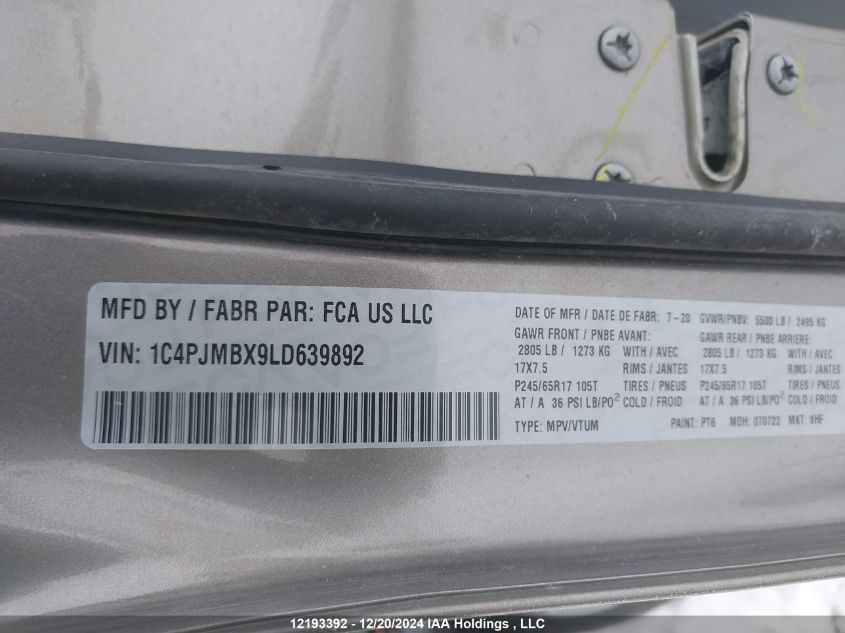 MFD BY / FABR PAR: FCA US LLC
VIN: 1C4PJMBX9LD639892
DATE OF MFR / DATE DE FABR: 7-20 GVWR/PNBV: 5500 LB / 2495 KG
GAWR FRONT / PNBE AVANT: GAWR REAR / PNBE ARRIERE:
2805 LB / 1273 KG WITH / AVEC 2805 LB / 1273 KG WITH / AVEC
17X7.5 RIMS / JANTES 17X7.5 RIMS / JANTES
P245/65R17 105T TIRES / PNEUS P245/65R17 105T TIRES / PNEUS
AT / A 36 PSI LB/PO² COLD / FROID AT / A 36 PSI LB/PO² COLD / FROID
TYPE: MPV/VTUM PAINT: PT6 MDH: 070722 MKT: BHF
12193392 - 12/20/2024 IAA Holdings , LLC